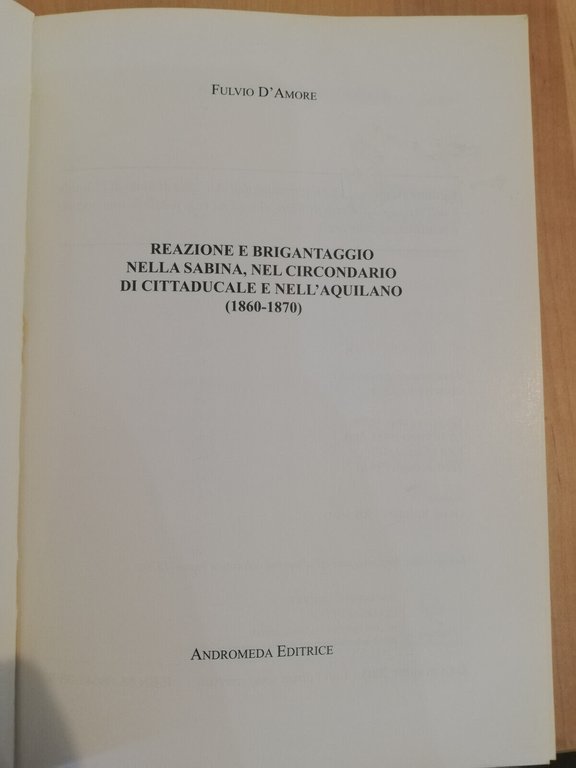 FULVIO D'AMORE
REAZIONE E BRIGANTAGGIO
NELLA SABINA, NEL CIRCONDARIO
DI CITTADUCALE E NELL'AQUILANO
(1860-1870)
ANDROMEDA EDITRICE